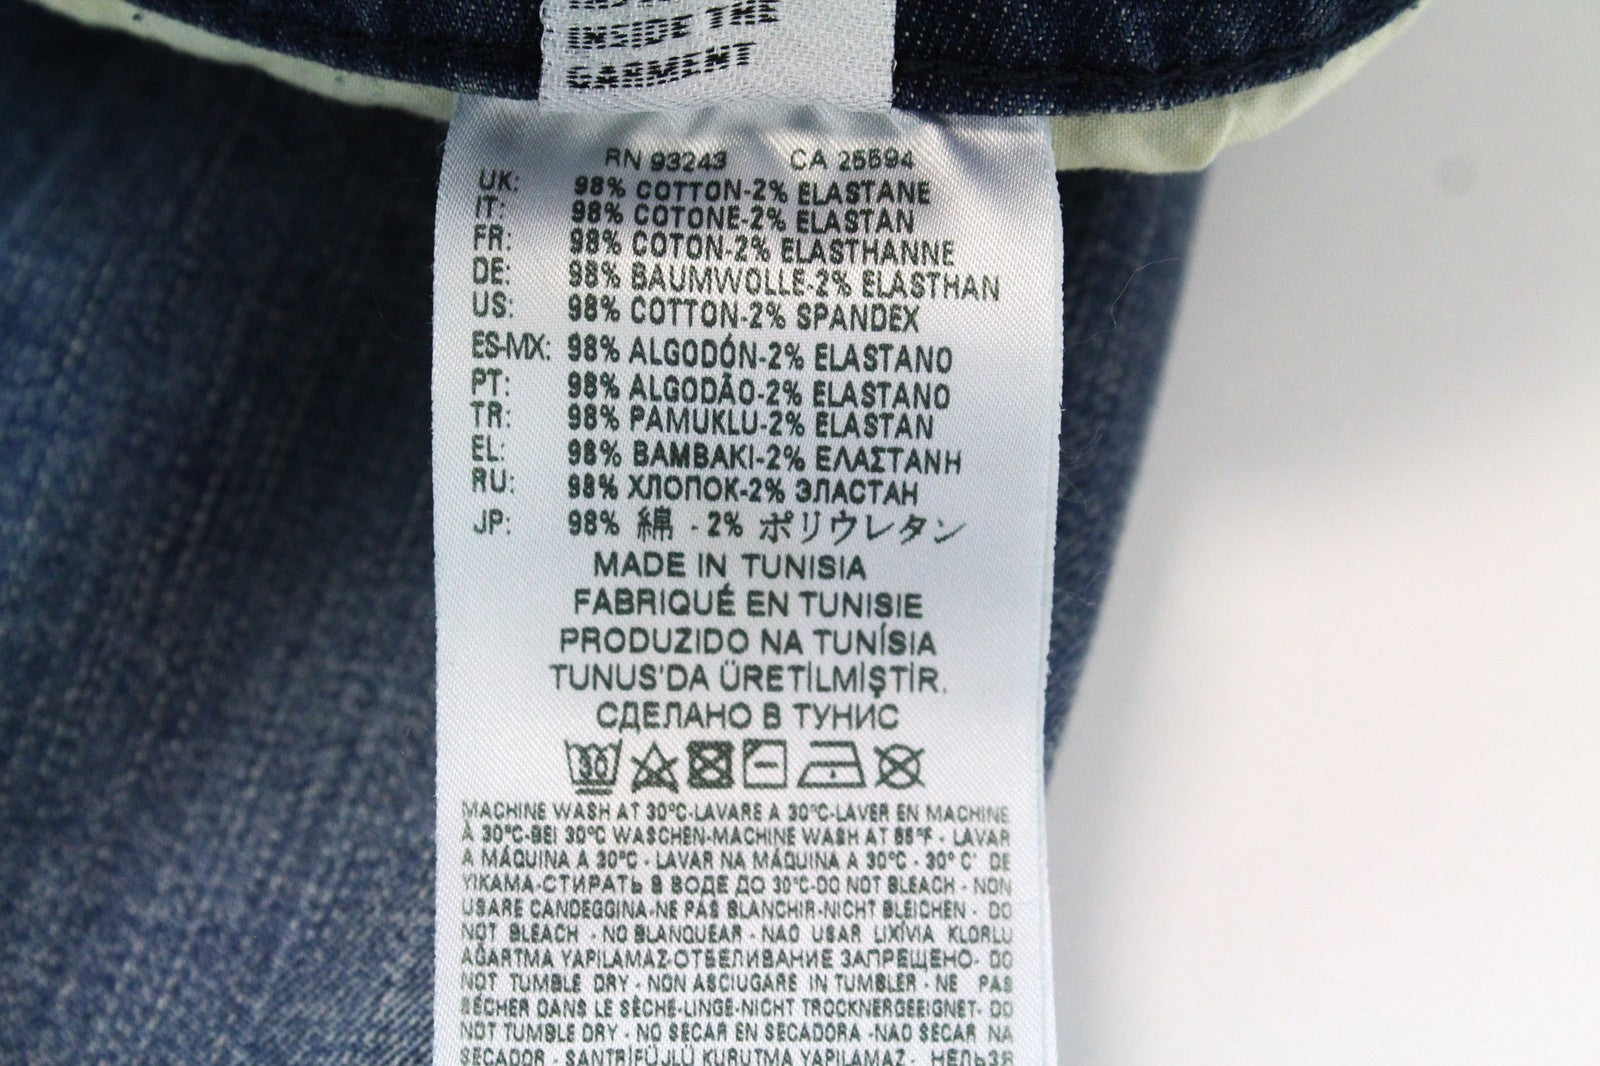 INSIDE THE
GARMENT
RN 93243 CA 25594
UK: 98% COTTON-2% ELASTANE
IT: 98% COTONE-2% ELASTAN
FR: 98% COTON-2% ELASTHANNE
DE: 98% BAUMWOLLE-2% ELASTHAN
US: 98% COTTON-2% SPANDEX
ES-MX: 98% ALGODÓN-2% ELASTANO
PT: 98% ALGODÃO-2% ELASTANO
TR: 98% PAMUKLU-2% ELASTAN
EL: 98% ΒΑΜΒΑΚΙ-2% ΕΛΑΣΤΑΝΗ
RU: 98% ХЛОПОК-2% ЭЛАСТАН
JP: 98% 綿 - 2% ポリウレタン
MADE IN TUNISIA
FABRIQUÉ EN TUNISIE
PRODUZIDO NA TUNÍSIA
TUNUS'DA ÜRETİLMİŞTİR.
СДЕЛАНО В ТУНИС
30
MACHINE WASH AT 30°C-LAVARE A 30°C-LAVER EN MACHINE
À 30°C-BEI 30°C WASCHEN-MACHINE WASH AT 86°F - LAVAR
A MÁQUINA A 30°C - LAVAR NA MÁQUINA A 30°C - 30° C' DE
YIKAMA-СТИРАТЬ В ВОДЕ ДО 30°C-DO NOT BLEACH - NON
USARE CANDEGGINA-NE PAS BLANCHIR-NICHT BLEICHEN - DO
NOT BLEACH - NO BLANQUEAR - NAO USAR LIXÍVIA KLORLU
AĞARTMA YAPILAMAZ-ОТБЕЛИВАНИЕ ЗАПРЕЩЕНО- DO
NOT TUMBLE DRY - NON ASCIUGARE IN TUMBLER - NE PAS
SÉCHER DANS LE SÈCHE-LINGE-NICHT TROCKNERGEEIGNET- DO
NOT TUMBLE DRY - NO SECAR EN SECADORA -NAO SECAR NA
SECADOR - SANTRİFÜJLÜ KURUTMA YAPILAMAZ - НЕЛЬЗЯ